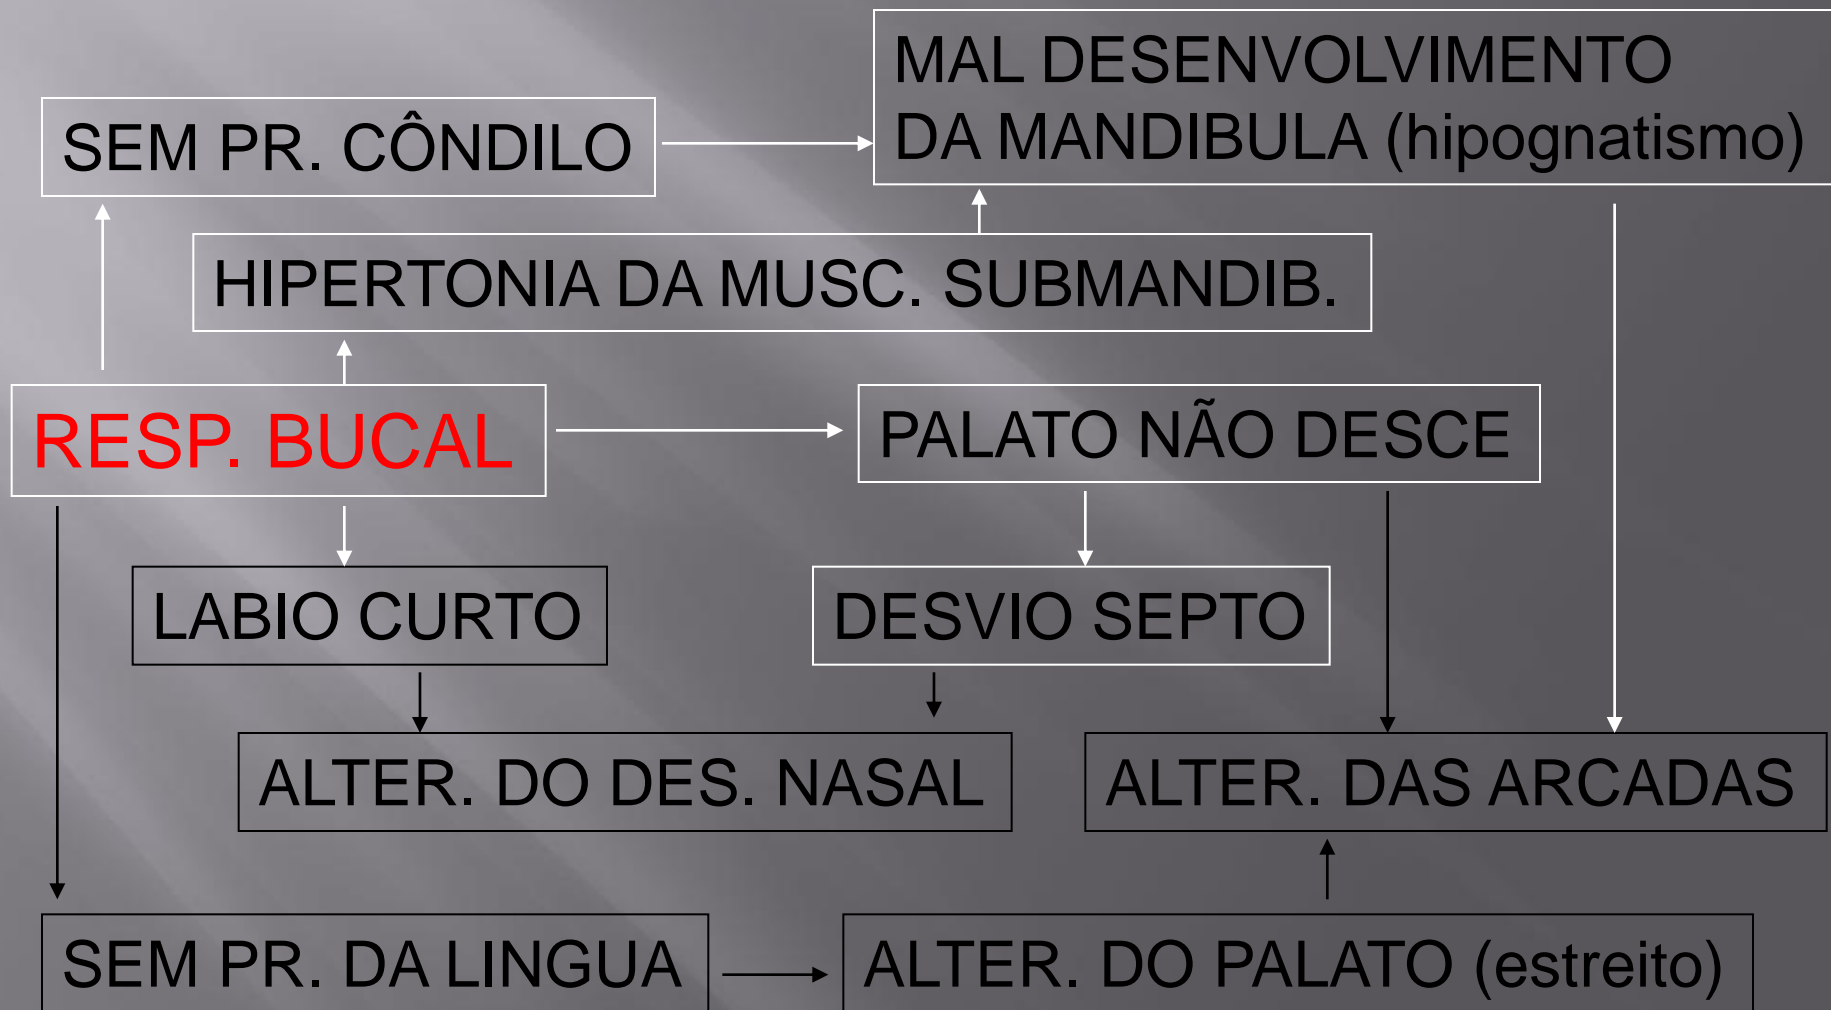 MAL DESENVOLVIMENTO
DA MANDIBULA (hipognatismo)
SEM PR. CÔNDILO
HIPERTONIA DA MUSC. SUBMANDIB.
RESP. BUCAL
PALATO NÃO DESCE
LABIO CURTO
DESVIO SEPTO
ALTER. DO DES. NASAL
ALTER. DAS ARCADAS
SEM PR. DA LINGUA
ALTER. DO PALATO (estreito)